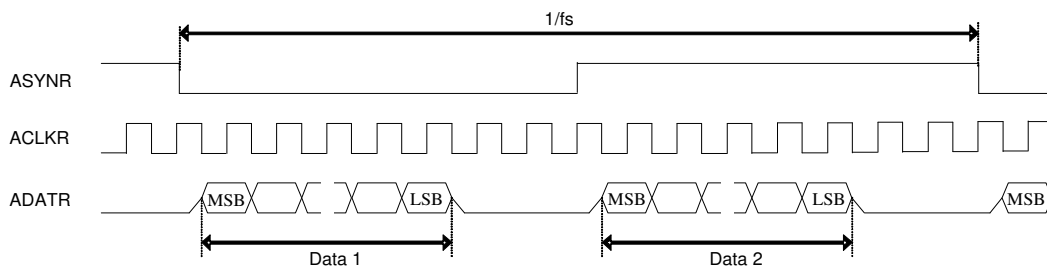 1/fs
ASYNR
ACLKR
ADATR MSB LSB MSB LSB MSB
Data 1 Data 2